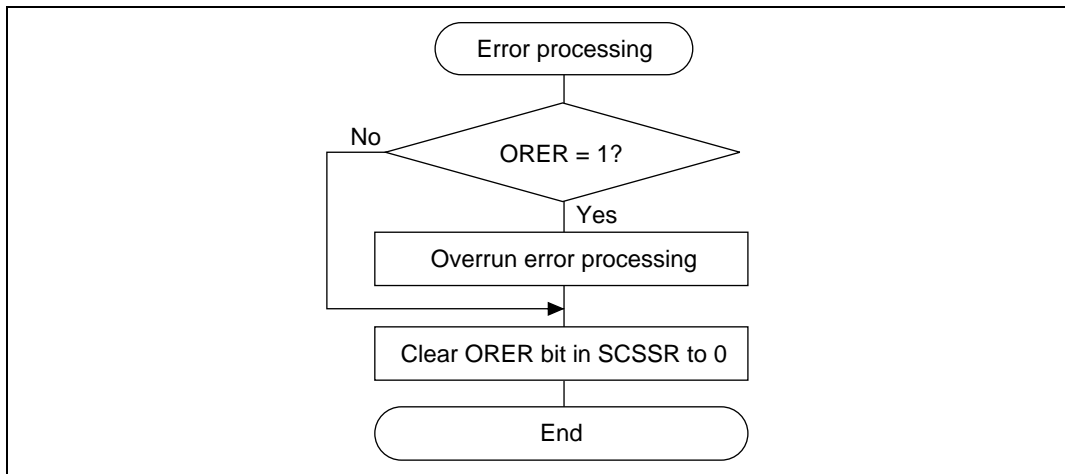 Error processing
No
ORER = 1?
Yes
Overrun error processing
Clear ORER bit in SCSSR to 0
End